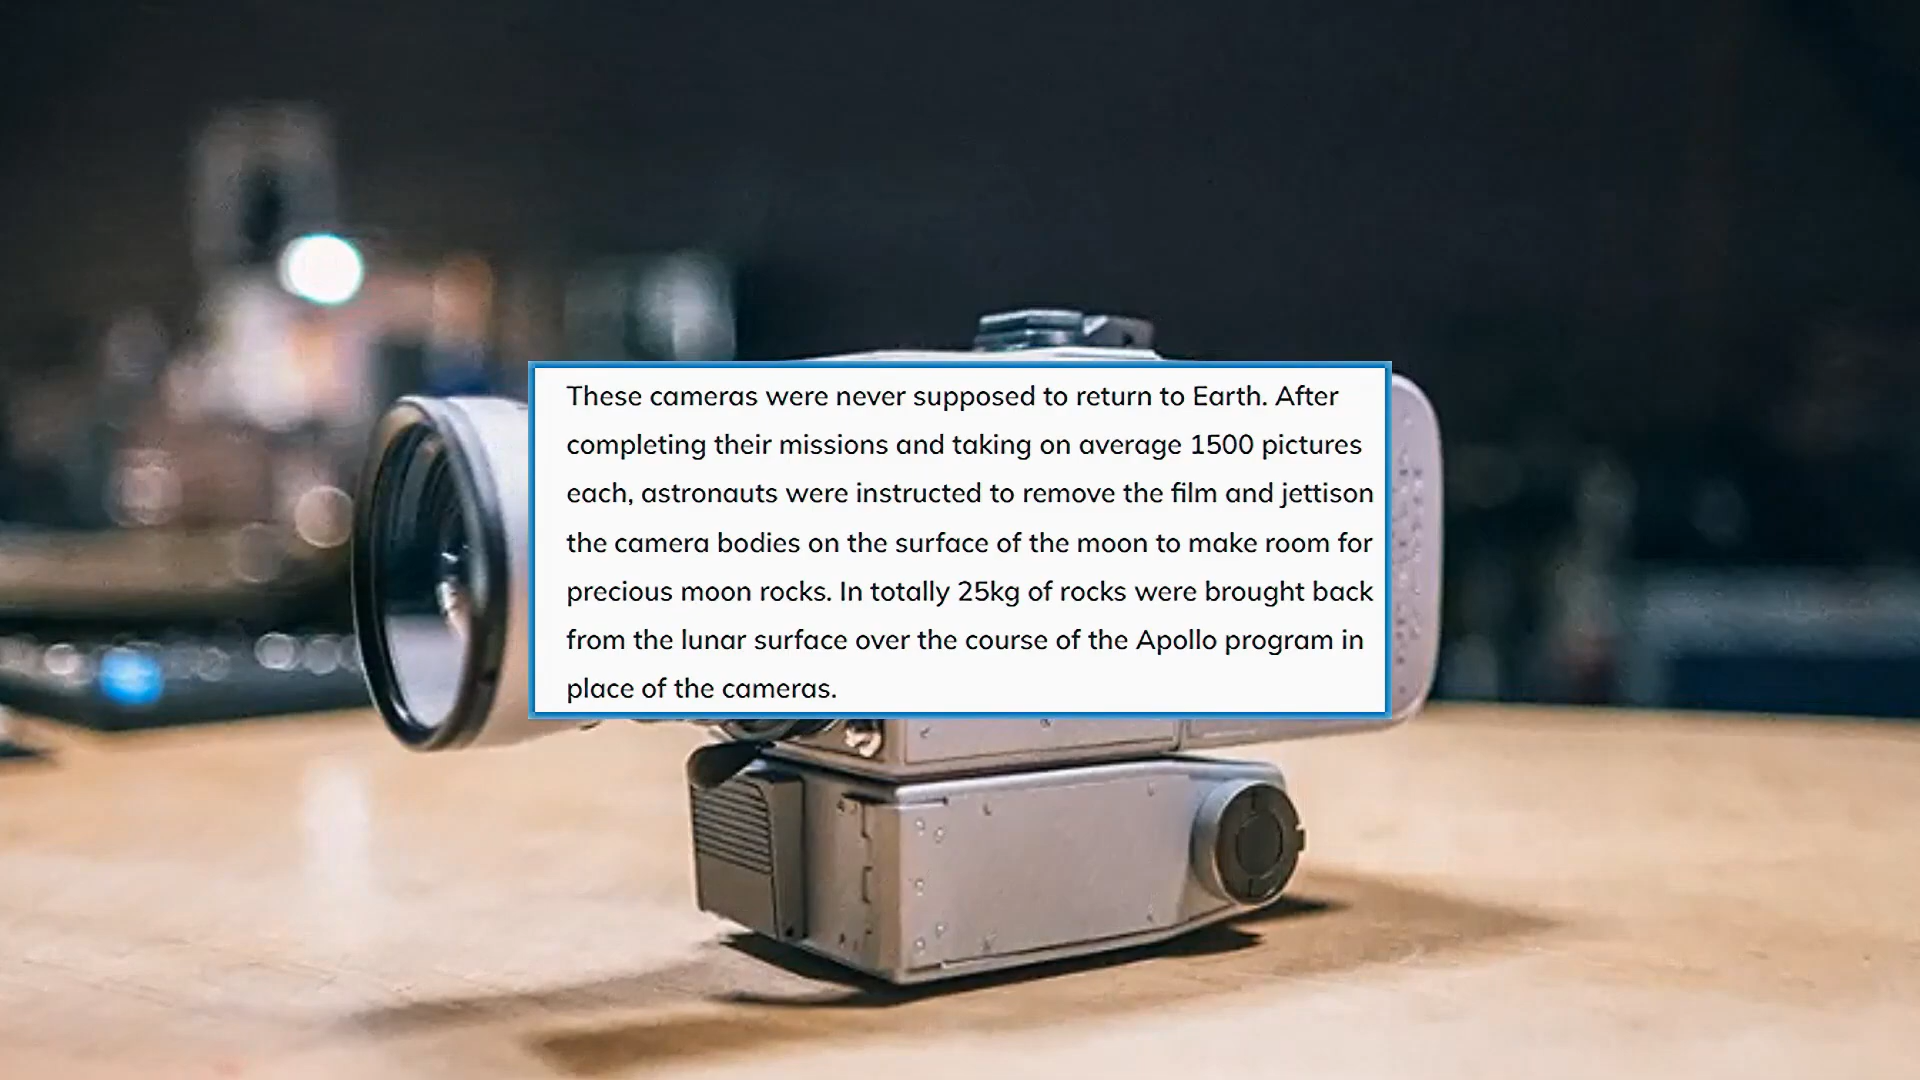 These cameras were never supposed to return to Earth. After
completing their missions and taking on average 1500 pictures
each, astronauts were instructed to remove the film and jettison
the camera bodies on the surface of the moon to make room for
precious moon rocks. In totally 25kg of rocks were brought back
from the lunar surface over the course of the Apollo program in
place of the cameras.